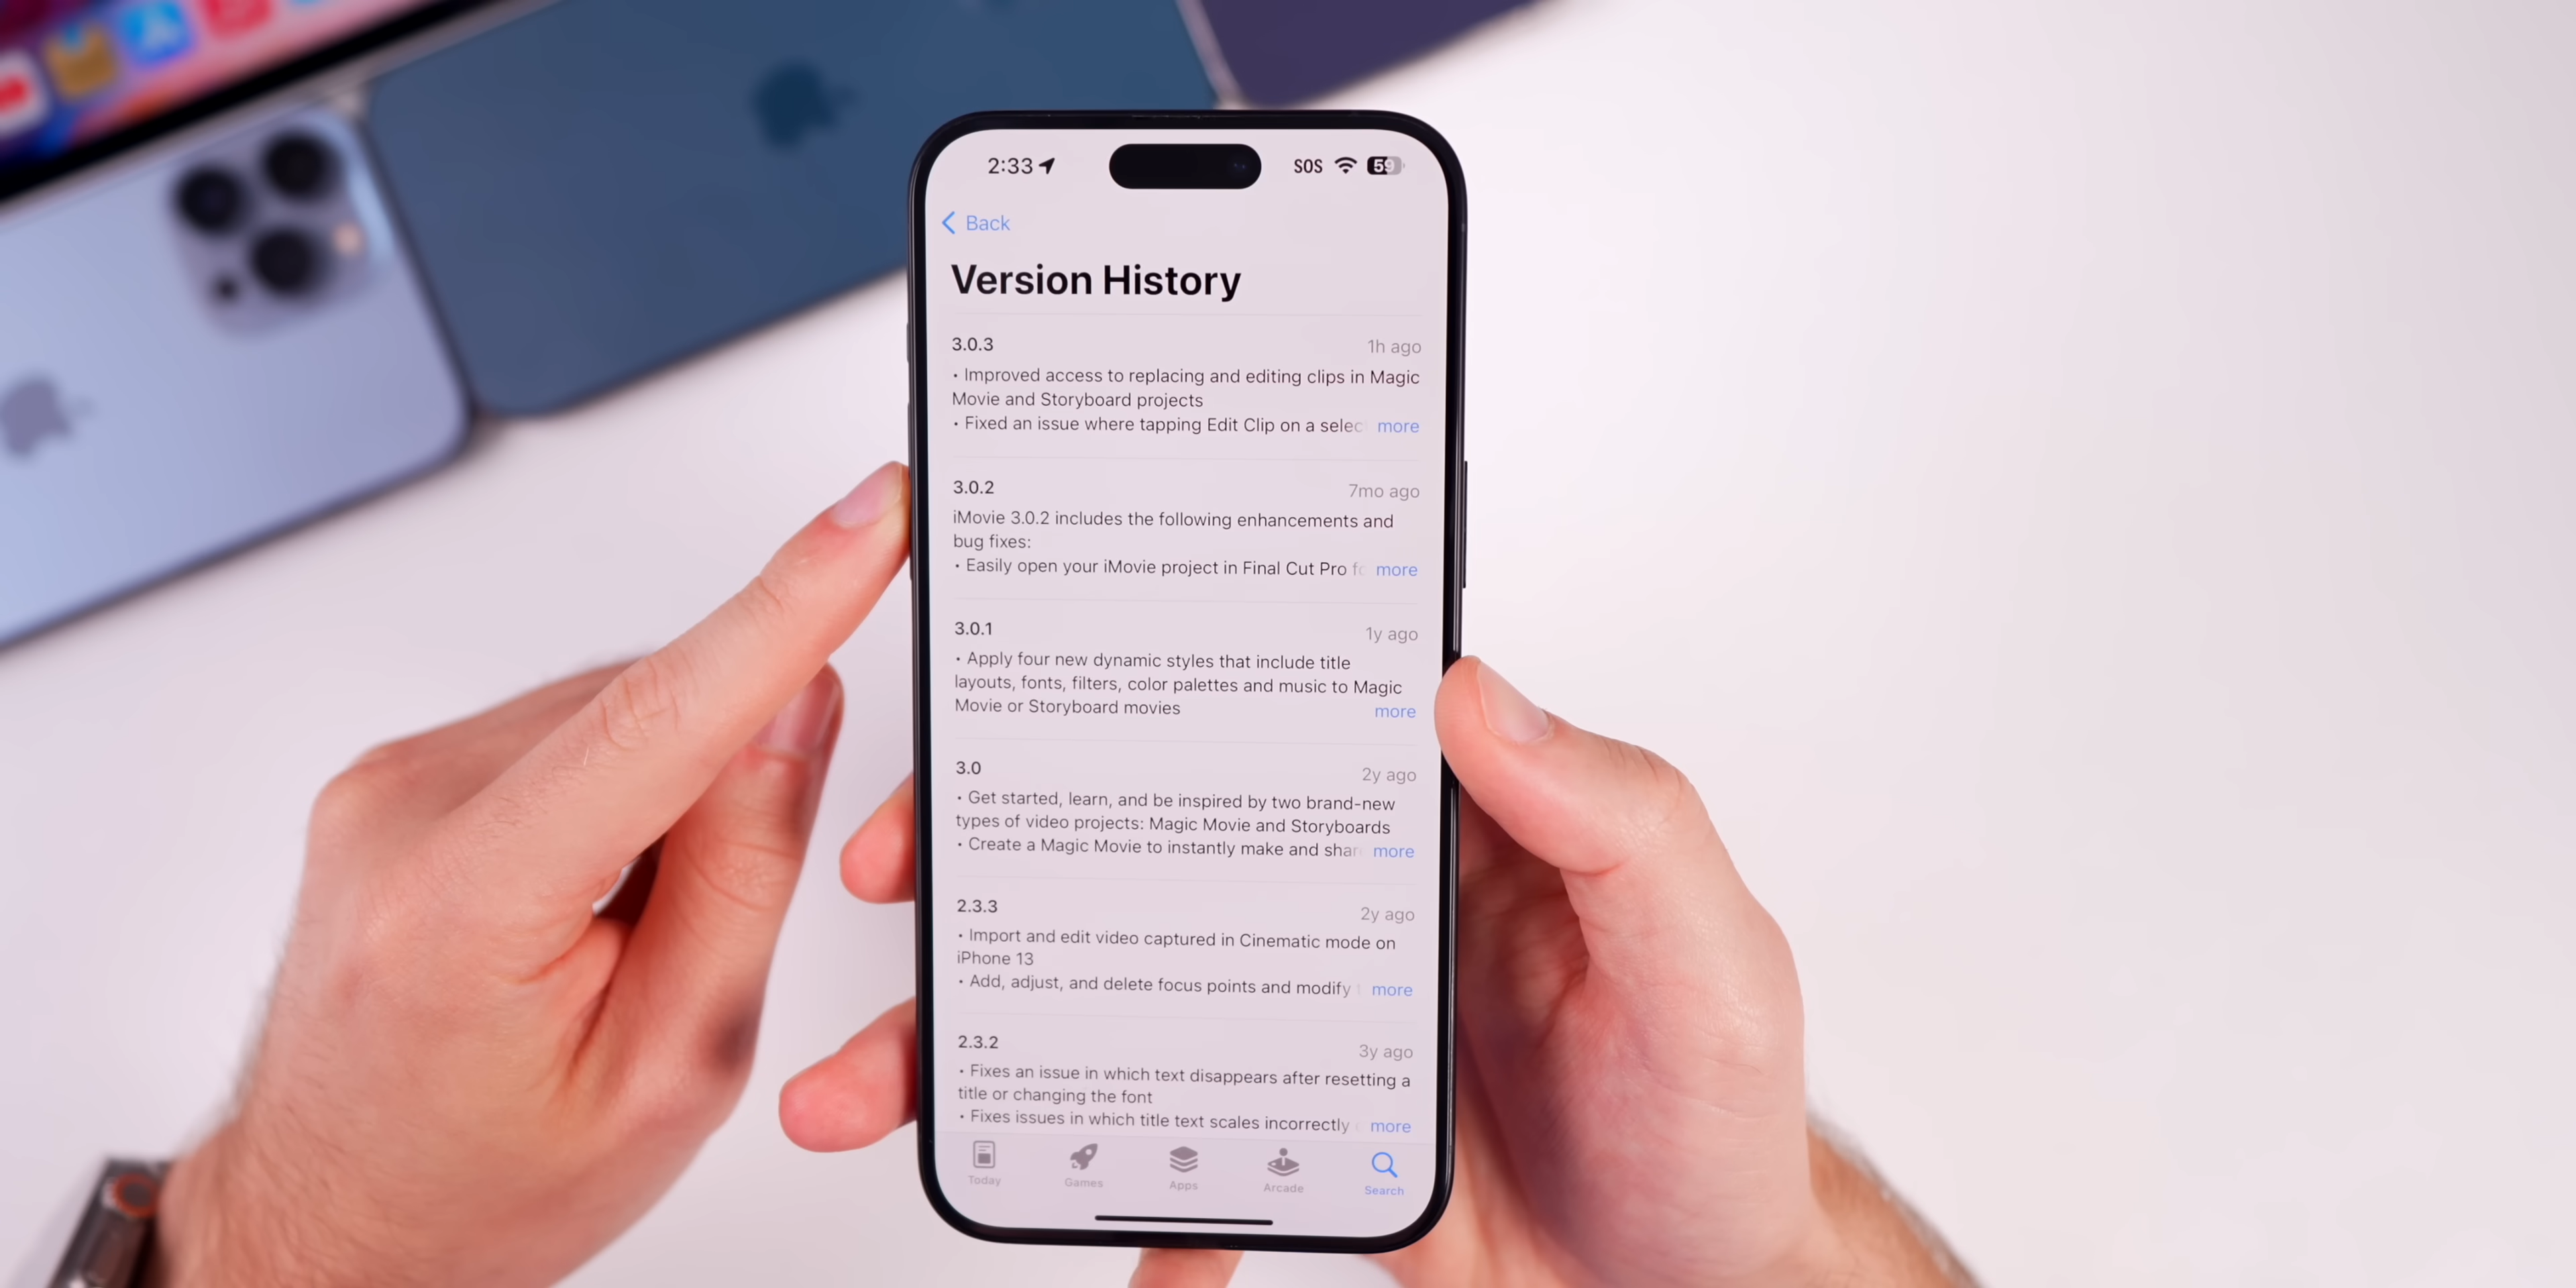 2:33 SOS 59
Back
Version History
3.0.3 1h ago
• Improved access to replacing and editing clips in Magic
Movie and Storyboard projects
• Fixed an issue where tapping Edit Clip on a selec more
3.0.2 7mo ago
iMovie 3.0.2 includes the following enhancements and
bug fixes:
• Easily open your iMovie project in Final Cut Pro fo more
3.0.1 1y ago
• Apply four new dynamic styles that include title
layouts, fonts, filters, color palettes and music to Magic
Movie or Storyboard movies more
3.0 2y ago
• Get started, learn, and be inspired by two brand-new
types of video projects: Magic Movie and Storyboards
• Create a Magic Movie to instantly make and shar more
2.3.3 2y ago
• Import and edit video captured in Cinematic mode on
iPhone 13
• Add, adjust, and delete focus points and modify more
2.3.2 3y ago
• Fixes an issue in which text disappears after resetting a
title or changing the font
• Fixes issues in which title text scales incorrectly more
Today Games Apps Arcade Search